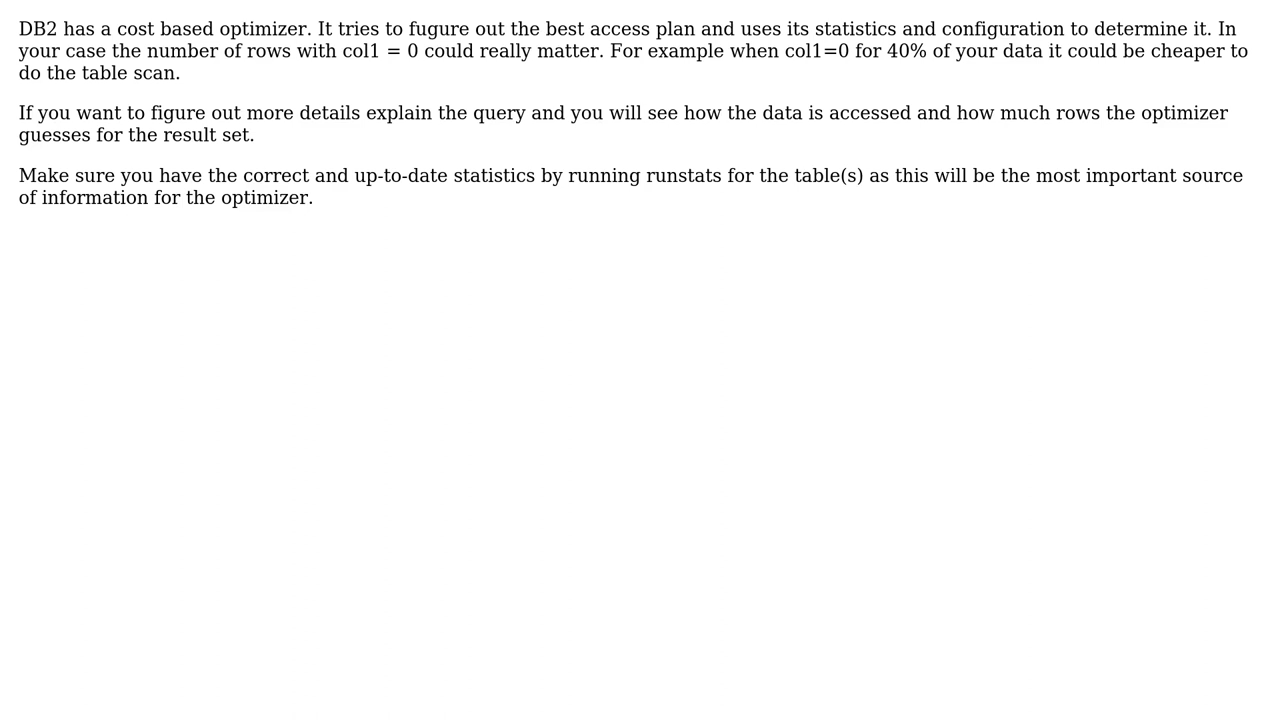 DB2 has a cost based optimizer. It tries to fugure out the best access plan and uses its statistics and configuration to determine it. In
your case the number of rows with col1 = 0 could really matter. For example when col1=0 for 40% of your data it could be cheaper to
do the table scan.
If you want to figure out more details explain the query and you will see how the data is accessed and how much rows the optimizer
guesses for the result set.
Make sure you have the correct and up-to-date statistics by running runstats for the table(s) as this will be the most important source
of information for the optimizer.